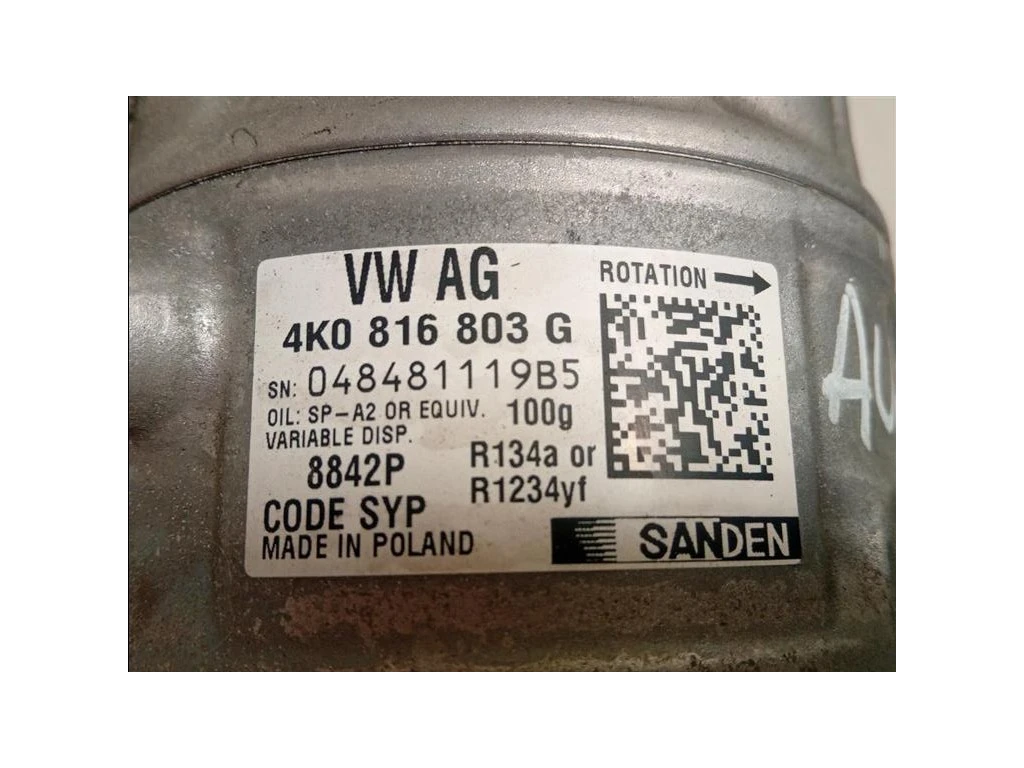 VW AG
ROTATION
4K0 816 803 G
SN: 048481119B5
OIL: SP-A2 OR EQUIV. 100g
VARIABLE DISP.
8842P
R134a or
R1234yf
CODE SYP
MADE IN POLAND
SANDEN
AU